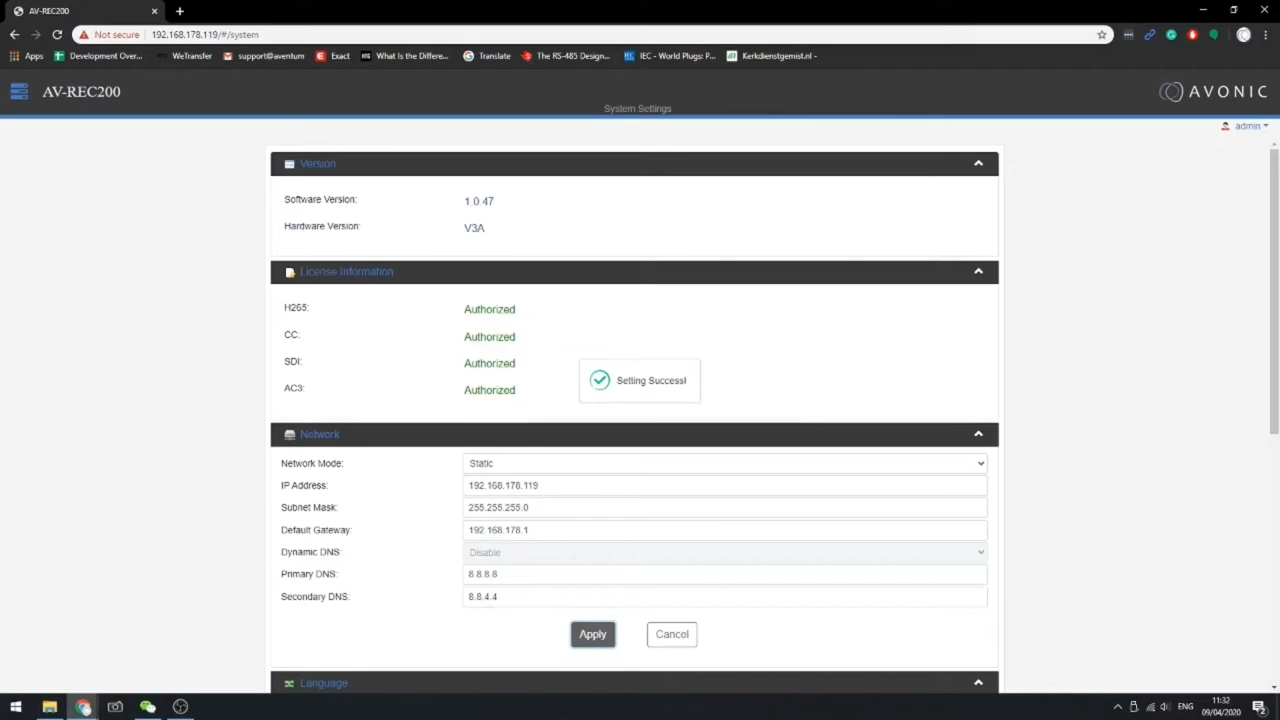 AV-REC200
Not secure 192.168.178.119/#/system
Apps Development Over... WeTransfer support@aventum Exact What Is the Differe... Translate The RS-485 Design... IEC - World Plugs: P... Kerkdienstgemist.nl -
AV-REC200
AVONIC
System Settings
admin
Version
Software Version: 1.0.47
Hardware Version: V3A
License Information
H265: Authorized
CC: Authorized
SDI: Authorized
AC3: Authorized
Setting Success!
Network
Network Mode: Static
IP Address: 192.168.178.119
Subnet Mask: 255.255.255.0
Default Gateway: 192.168.178.1
Dynamic DNS: Disable
Primary DNS: 8.8.8.8
Secondary DNS: 8.8.4.4
Apply Cancel
Language
ENG
11:32
09/04/2020